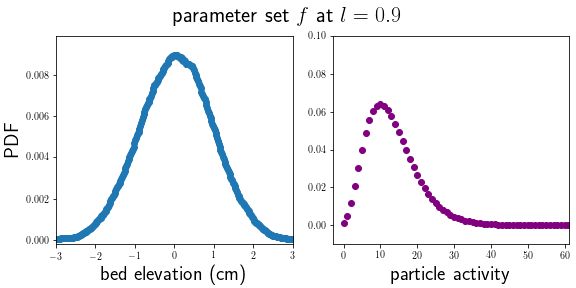 parameter set f at l = 0.9
PDF
0.008
0.006
0.004
0.002
0.000
−3 −2 −1 0 1 2 3
bed elevation (cm)
0.10
0.08
0.06
0.04
0.02
0.00
0 10 20 30 40 50 60
particle activity